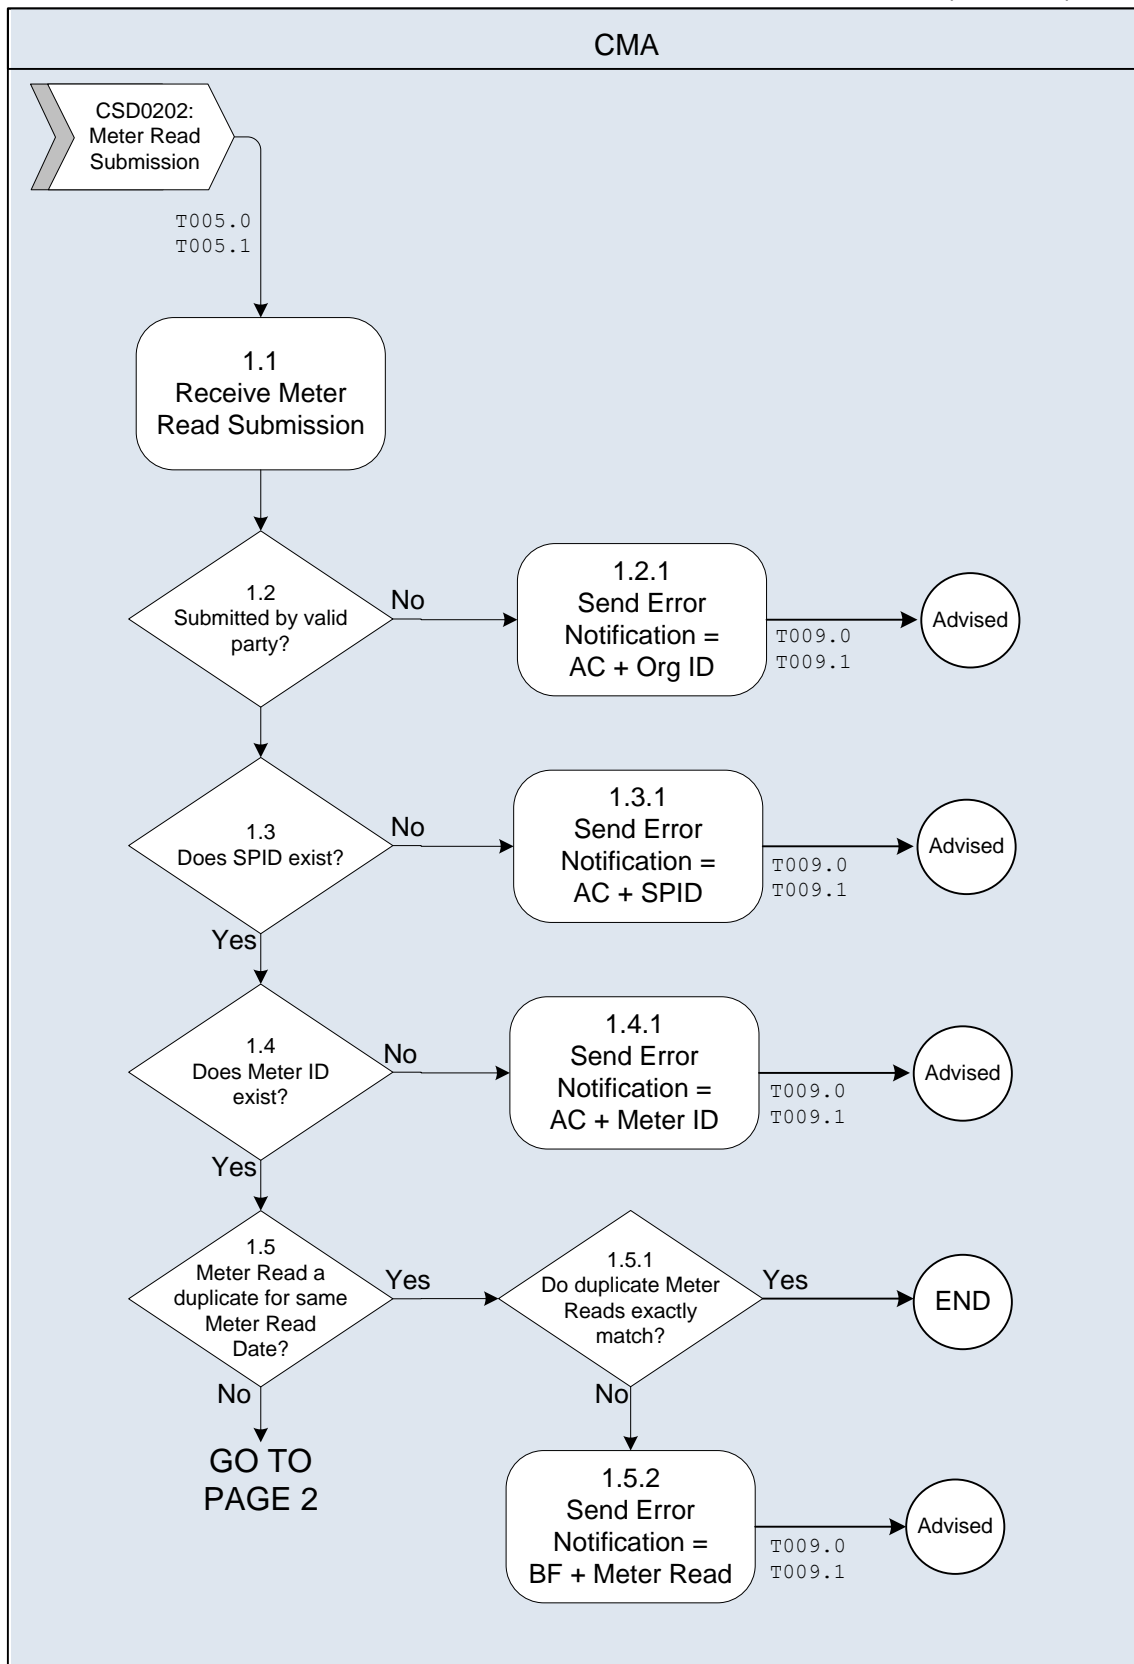 CMA
CSD0202:
Meter Read
Submission
T005.0
T005.1
1.1
Receive Meter
Read Submission
1.2
Submitted by valid
party?
No
1.2.1
Send Error
Notification =
AC + Org ID
T009.0
T009.1
Advised
1.3
Does SPID exist?
No
Yes
1.3.1
Send Error
Notification =
AC + SPID
T009.0
T009.1
Advised
1.4
Does Meter ID
exist?
No
Yes
1.4.1
Send Error
Notification =
AC + Meter ID
T009.0
T009.1
Advised
1.5
Meter Read a
duplicate for same
Meter Read
Date?
Yes
No
GO TO
PAGE 2
1.5.1
Do duplicate Meter
Reads exactly
match?
Yes
END
No
1.5.2
Send Error
Notification =
BF + Meter Read
T009.0
T009.1
Advised